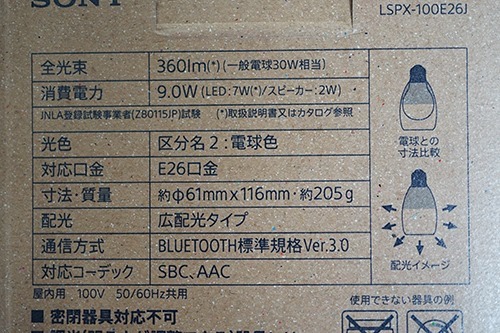 SONY
LSPX-100E26J
全光束 360lm(*)(一般電球30W相当)
消費電力 9.0W(LED:7W(*)/スピーカー:2W)
JNLA登録試験事業者(Z80115JP)試験 (*)取扱説明書又はカタログ参照
光色 区分名2:電球色
対応口金 E26口金
寸法・質量 約φ61mm x 116mm・約205g
配光 広配光タイプ
通信方式 BLUETOOTH標準規格Ver.3.0
対応コーデック SBC、AAC
電球との
寸法比較
配光イメージ
屋内用 100V 50/60Hz共用
使用できない器具の例
■ 密閉器具対応不可